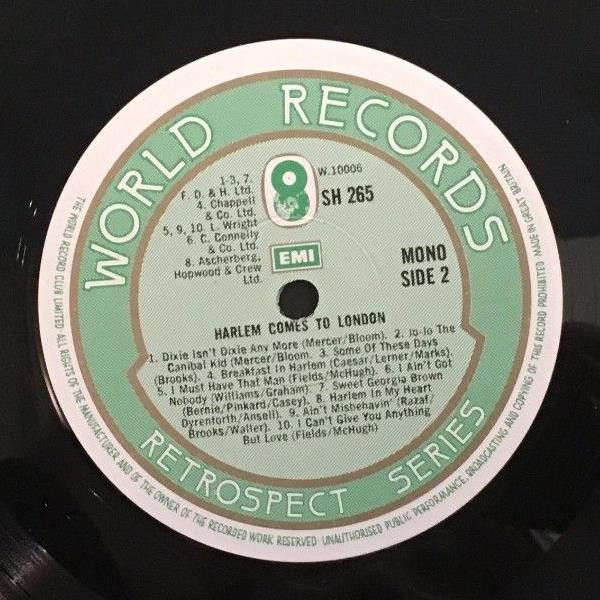 WORLD RECORDS
1-3, 7.
F. D. & H. Ltd.
4. Chappell
& Co. Ltd.
5, 9, 10. L. Wright
6. C. Connelly
& Co. Ltd.
8. Ascherberg,
Hopwood & Crew
Ltd.
W.10006
SH 265
EMI
MONO
SIDE 2
HARLEM COMES TO LONDON
1. Dixie Isn't Dixie Any More (Mercer/Bloom). 2. Jo-Jo The
Canibal Kid (Mercer/Bloom. 3. Some Of These Days
(Brooks). 4. Breakfast In Harlem (Caesar/Lerner/Marks).
5. I Must Have That Man (Fields/McHugh). 6. I Ain't Got
Nobody (Williams/Graham). 7. Sweet Georgia Brown
(Bernie/Pinkard/Casey). 8. Harlem In My Heart
(Dyrenforth/Ansell). 9. Ain't Misbehavin' (Razaf/
Brooks/Waller). 10. I Can't Give You Anything
But Love (Fields/McHugh)
RETROSPECT SERIES
THE WORLD RECORD CLUB LIMITED· ALL RIGHTS OF THE MANUFACTURER AND OF THE OWNER OF THE RECORDED WORK RESERVED· UNAUTHORISED PUBLIC PERFORMANCE, BROADCASTING AND COPYING OF THIS RECORD PROHIBITED MADE IN GREAT BRITAIN